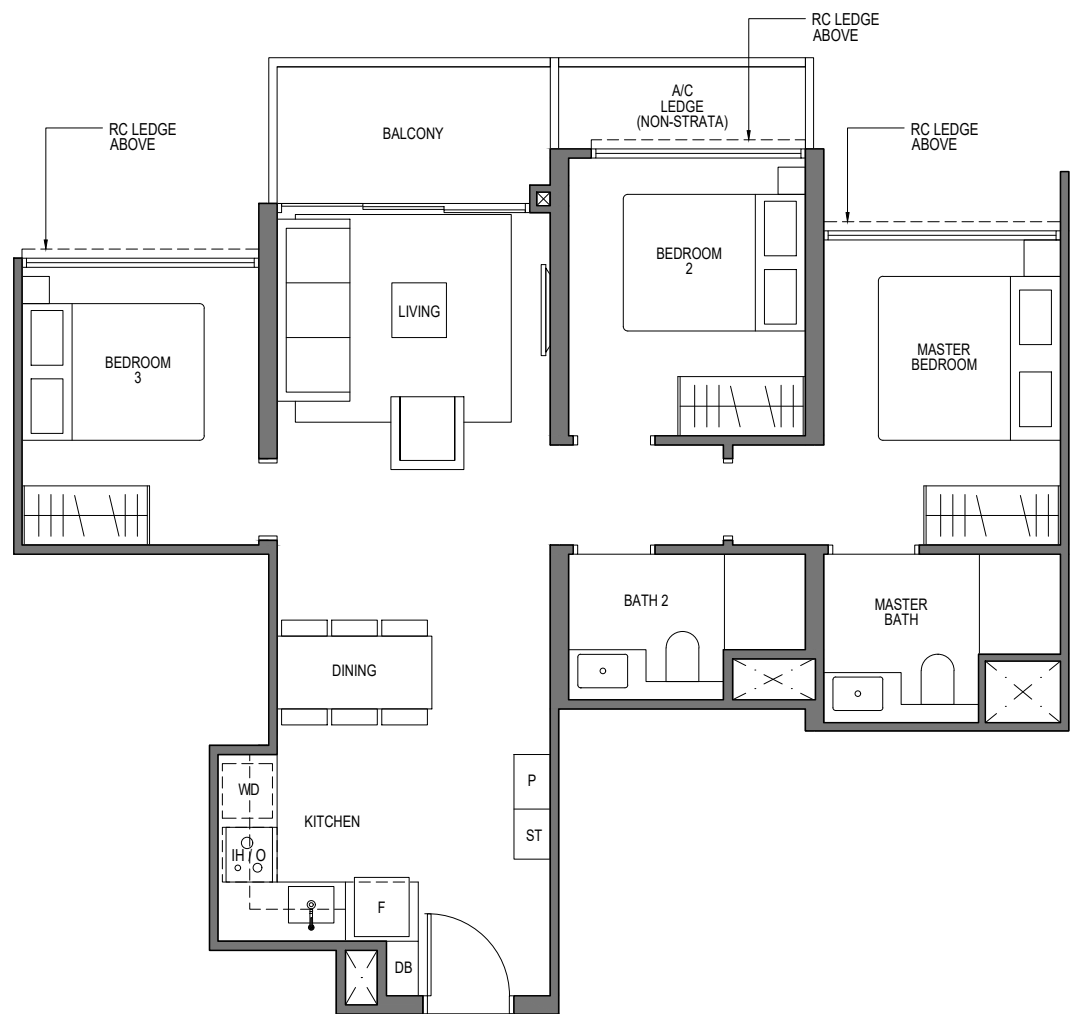 RC LEDGE
ABOVE
A/C
LEDGE
(NON-STRATA)
BALCONY
RC LEDGE
ABOVE
RC LEDGE
ABOVE
BEDROOM
2
LIVING
BEDROOM
3
MASTER
BEDROOM
BATH 2
MASTER
BATH
DINING
WD
P
KITCHEN
ST
IH / O
F
DB